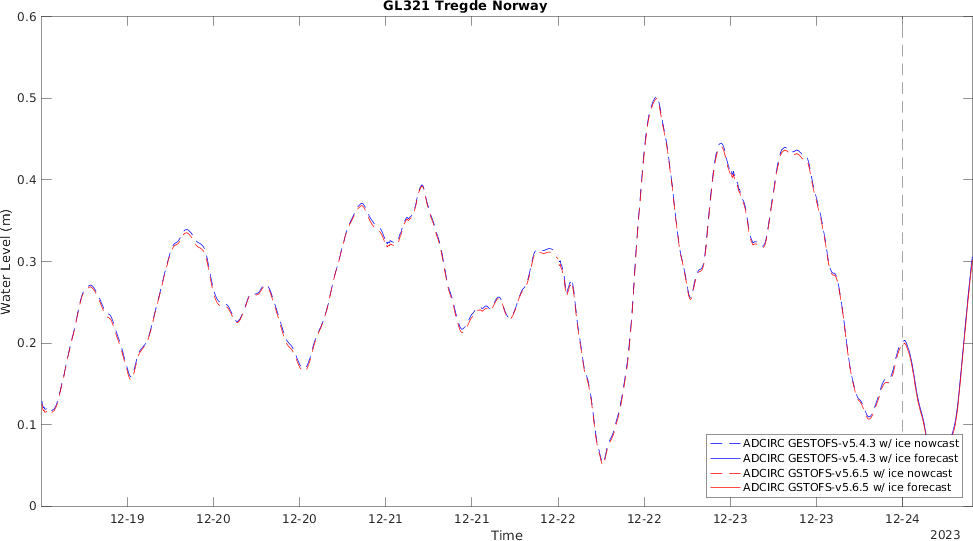 GL321 Tregde Norway
0.6
0.5
0.4
0.3
0.2
0.1
0
Water Level (m)
ADCIRC GESTOFS-v5.4.3 w/ ice nowcast
ADCIRC GESTOFS-v5.4.3 w/ ice forecast
ADCIRC GSTOFS-v5.6.5 w/ ice nowcast
ADCIRC GSTOFS-v5.6.5 w/ ice forecast
12-19 12-20 12-20 12-21 12-21 12-22 12-22 12-23 12-23 12-24
Time
2023